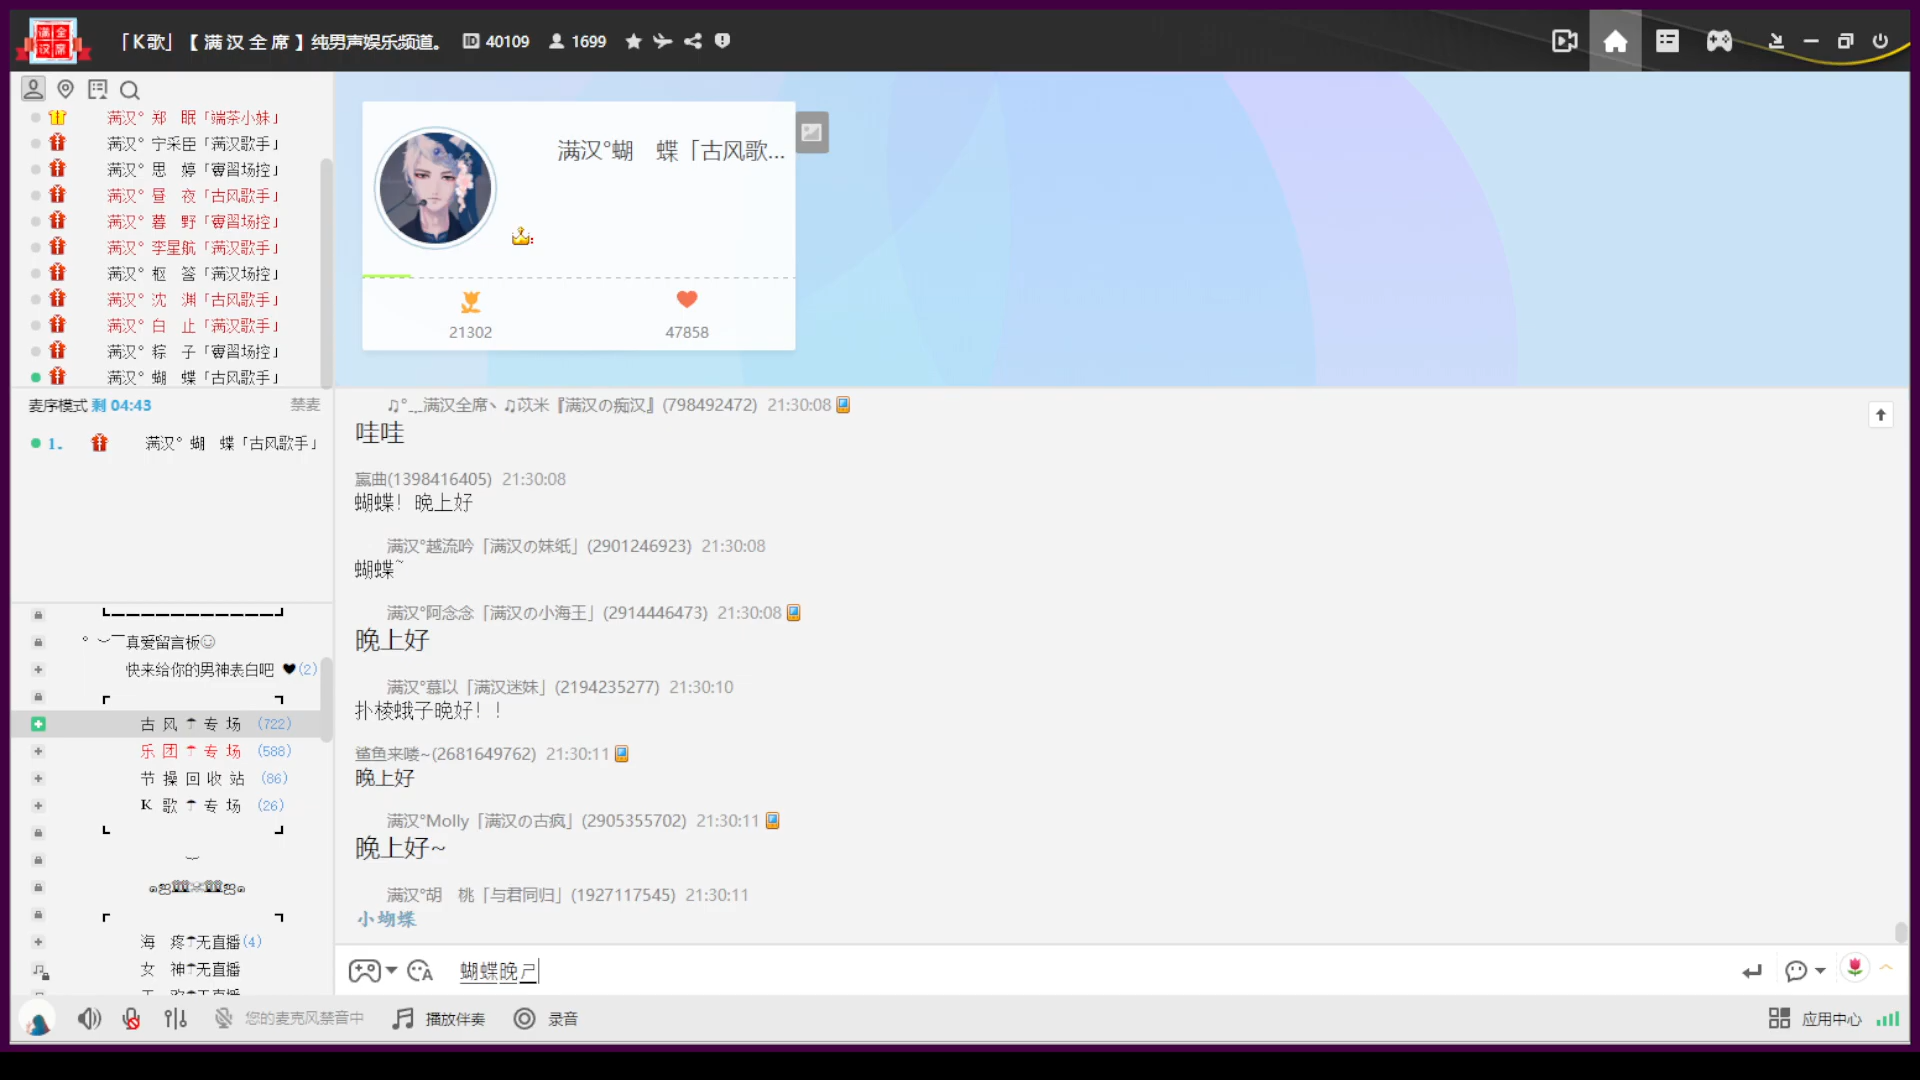 「K歌」【 满 汉 全 席 】纯男声娱乐频道。 ID 40109 1699
满汉° 郑 眠「端茶小妹」
满汉° 宁采臣「满汉歌手」
满汉° 思 婷「實習场控」
满汉° 昼 夜「古风歌手」
满汉° 暮 野「實習场控」
满汉° 李星航「满汉歌手」
满汉° 枢 答「满汉场控」
满汉° 沈 渊「古风歌手」
满汉° 白 止「满汉歌手」
满汉° 粽 子「實習场控」
满汉° 蝴 蝶「古风歌手」
麦序模式 剩 04:43 禁麦
1. 满汉° 蝴 蝶「古风歌手」
真爱留言板
快来给你的男神表白吧 ♥(2)
古 风 ☂ 专 场 (722)
乐 团 ☂ 专 场 (588)
节 操 回 收 站 (86)
K 歌 ☂ 专 场 (26)
海 疼☂无直播(4)
女 神☂无直播
满汉°蝴 蝶「古风歌...
21302
47858
♫°__满汉全席丶♫苡米『满汉の痴汉』(798492472) 21:30:08
哇哇
赢曲(1398416405) 21:30:08
蝴蝶！晚上好
满汉°越流吟「满汉の妹纸」(2901246923) 21:30:08
蝴蝶~
满汉°阿念念「满汉の小海王」(2914446473) 21:30:08
晚上好
满汉°慕以「满汉迷妹」(2194235277) 21:30:10
扑棱蛾子晚好！！
鲨鱼来喽~(2681649762) 21:30:11
晚上好
满汉°Molly「满汉の古疯」(2905355702) 21:30:11
晚上好~
满汉°胡 桃「与君同归」(1927117545) 21:30:11
小蝴蝶
蝴蝶晚
您的麦克风禁音中 播放伴奏 录音 应用中心